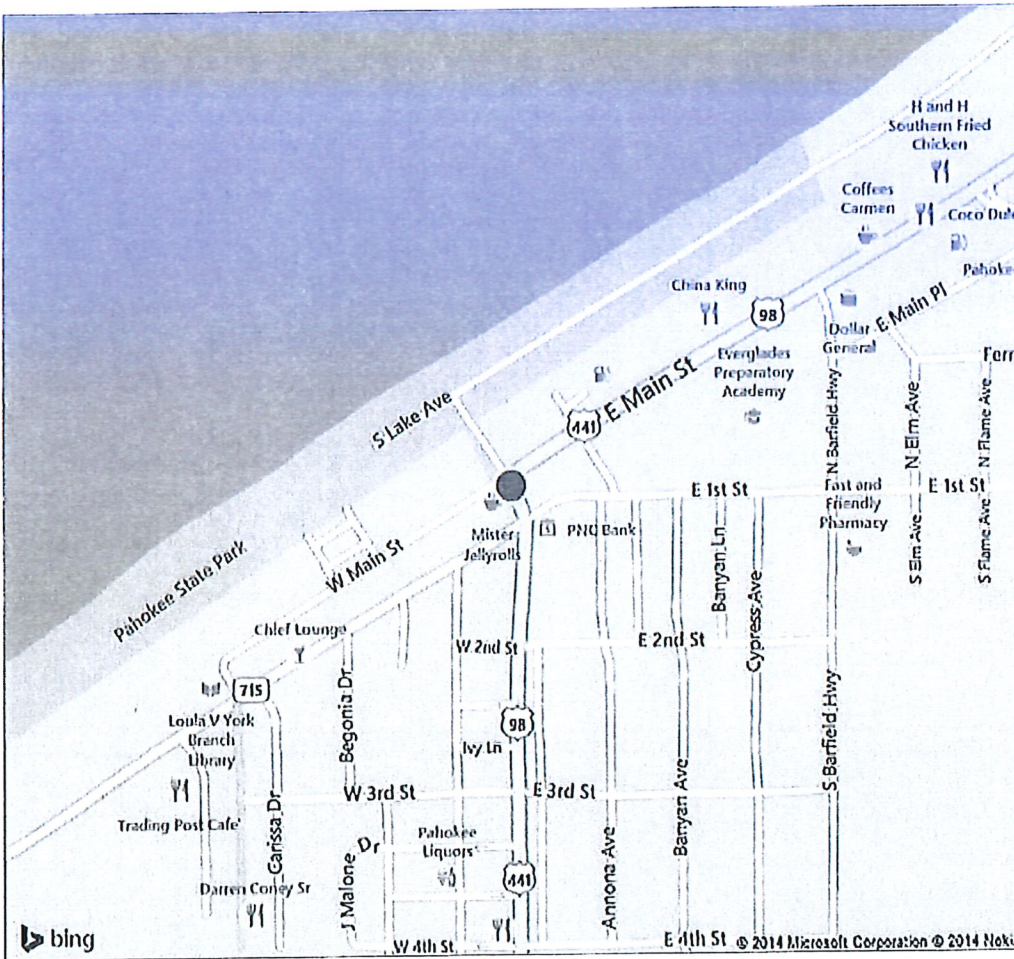 H and H
Southern Fried
Chicken
Coffees
Carmen
Coco
China King
98
Dollar
General
E Main Pl
Everglades
Preparatory
Academy
E Main St
441
S Lake Ave
N Barfield Hwy
N Elm Ave
N Flame Ave
E 1st St
E 1st St
Fast and
Friendly
Pharmacy
Mister
Jellyrolls
PNC Bank
Banyan Ln
Cypress Ave
S Elm Ave
S Flame Ave
Pahokee State Park
W Main St
Chief Lounge
W 2nd St
E 2nd St
715
Begonia Dr
98
Loula V York
Branch
Library
Ivy Ln
S Barfield Hwy
W 3rd St
E 3rd St
Trading Post Cafe
Carissa Dr
Banyan Ave
J Malone Dr
Pahokee
Liquors
441
Annona Ave
Darren Coney Sr
bing
W 4th St
E 4th St
© 2014 Microsoft Corporation © 2014 Noki